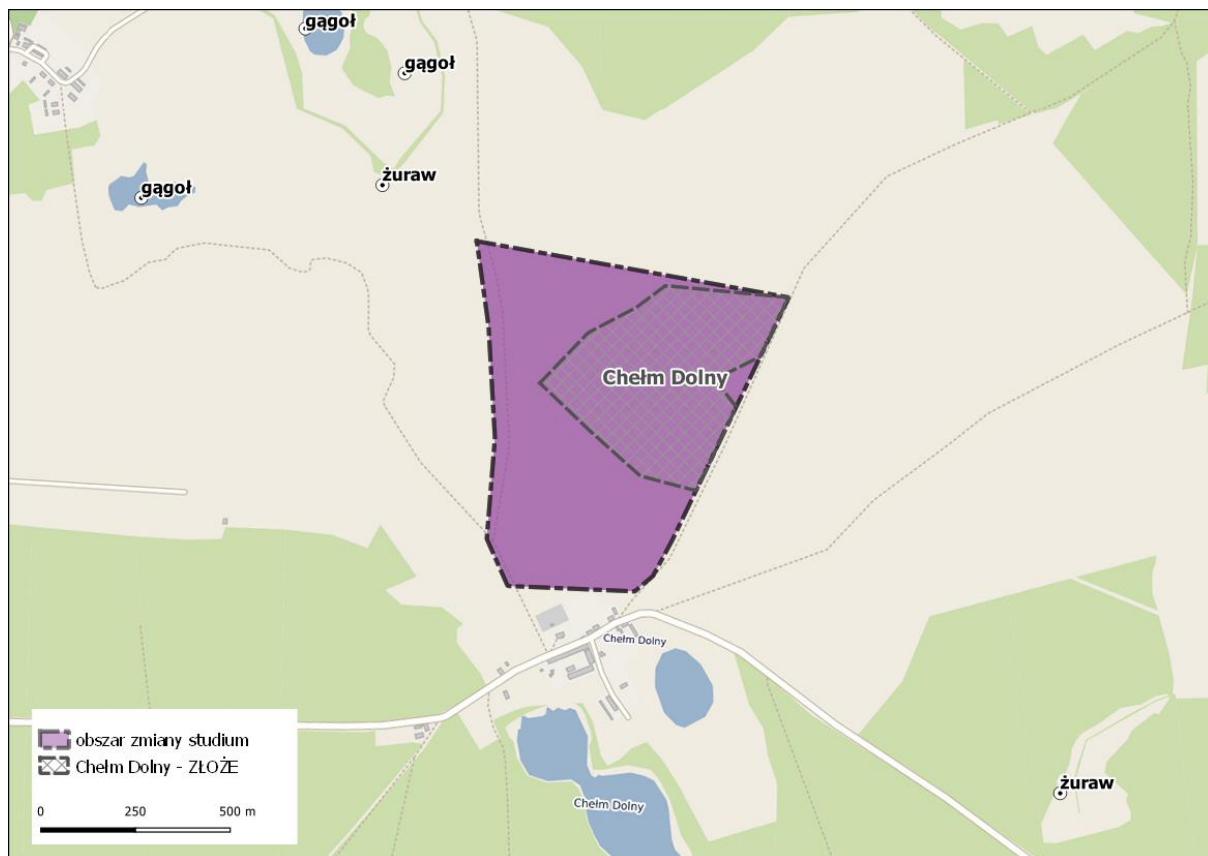 gągoł
gągoł
żuraw
gągoł
Chełm Dolny
Chełm Dolny
Chełm Dolny
żuraw
obszar zmiany studium
Chełm Dolny - ZŁOŻE
0 250 500 m